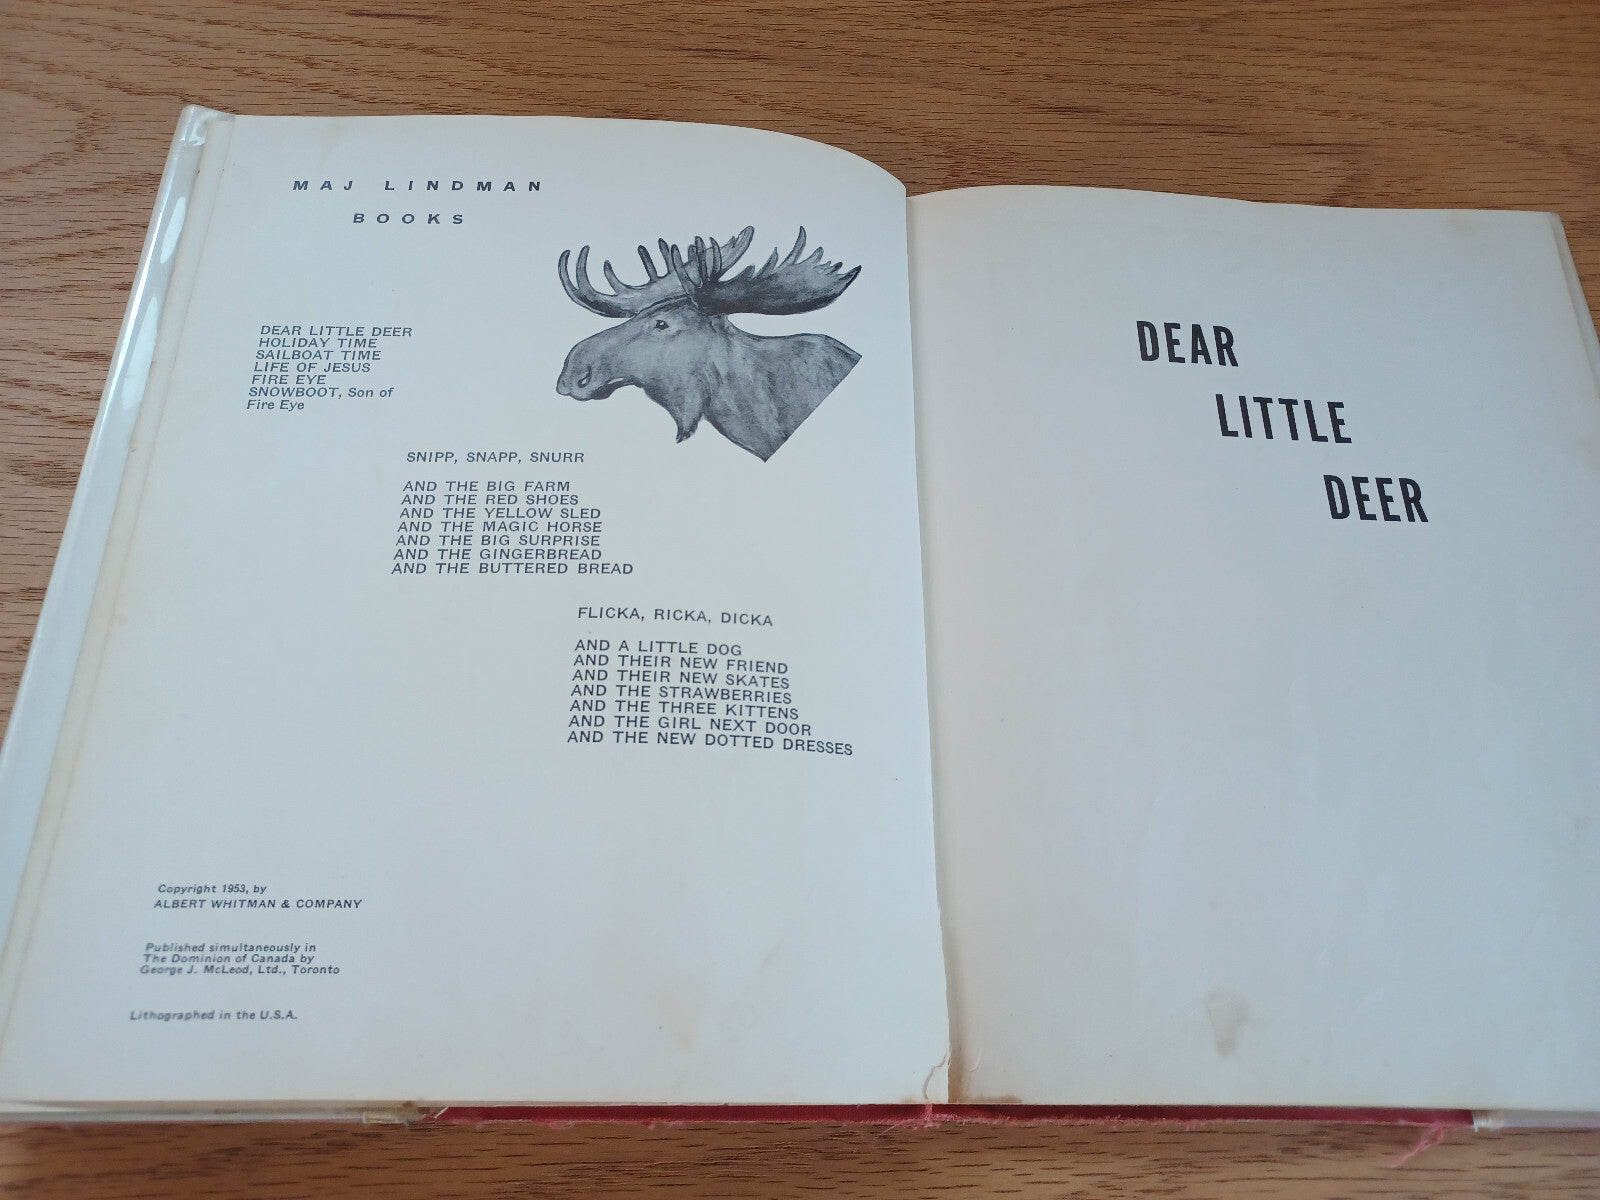 MAJ LINDMAN
BOOKS
DEAR LITTLE DEER
HOLIDAY TIME
SAILBOAT TIME
LIFE OF JESUS
FIRE EYE
SNOWBOOT, Son of
Fire Eye
SNIPP, SNAPP, SNURR
AND THE BIG FARM
AND THE RED SHOES
AND THE YELLOW SLED
AND THE MAGIC HORSE
AND THE BIG SURPRISE
AND THE GINGERBREAD
AND THE BUTTERED BREAD
FLICKA, RICKA, DICKA
AND A LITTLE DOG
AND THEIR NEW FRIEND
AND THEIR NEW SKATES
AND THE STRAWBERRIES
AND THE THREE KITTENS
AND THE GIRL NEXT DOOR
AND THE NEW DOTTED DRESSES
Copyright 1953, by
ALBERT WHITMAN & COMPANY
Published simultaneously in
The Dominion of Canada by
George J. McLeod, Ltd., Toronto
Lithographed in the U.S.A.
DEAR
LITTLE
DEER